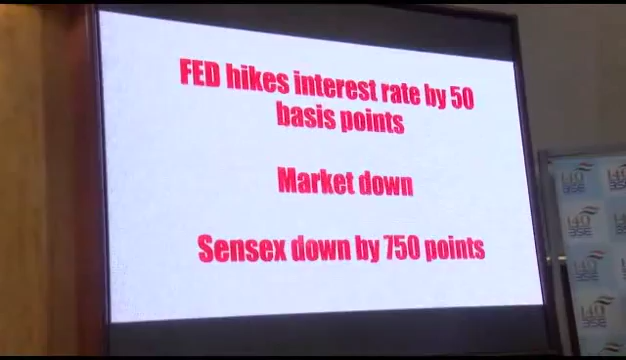 FED hikes interest rate by 50
basis points
Market down
Sensex down by 750 points